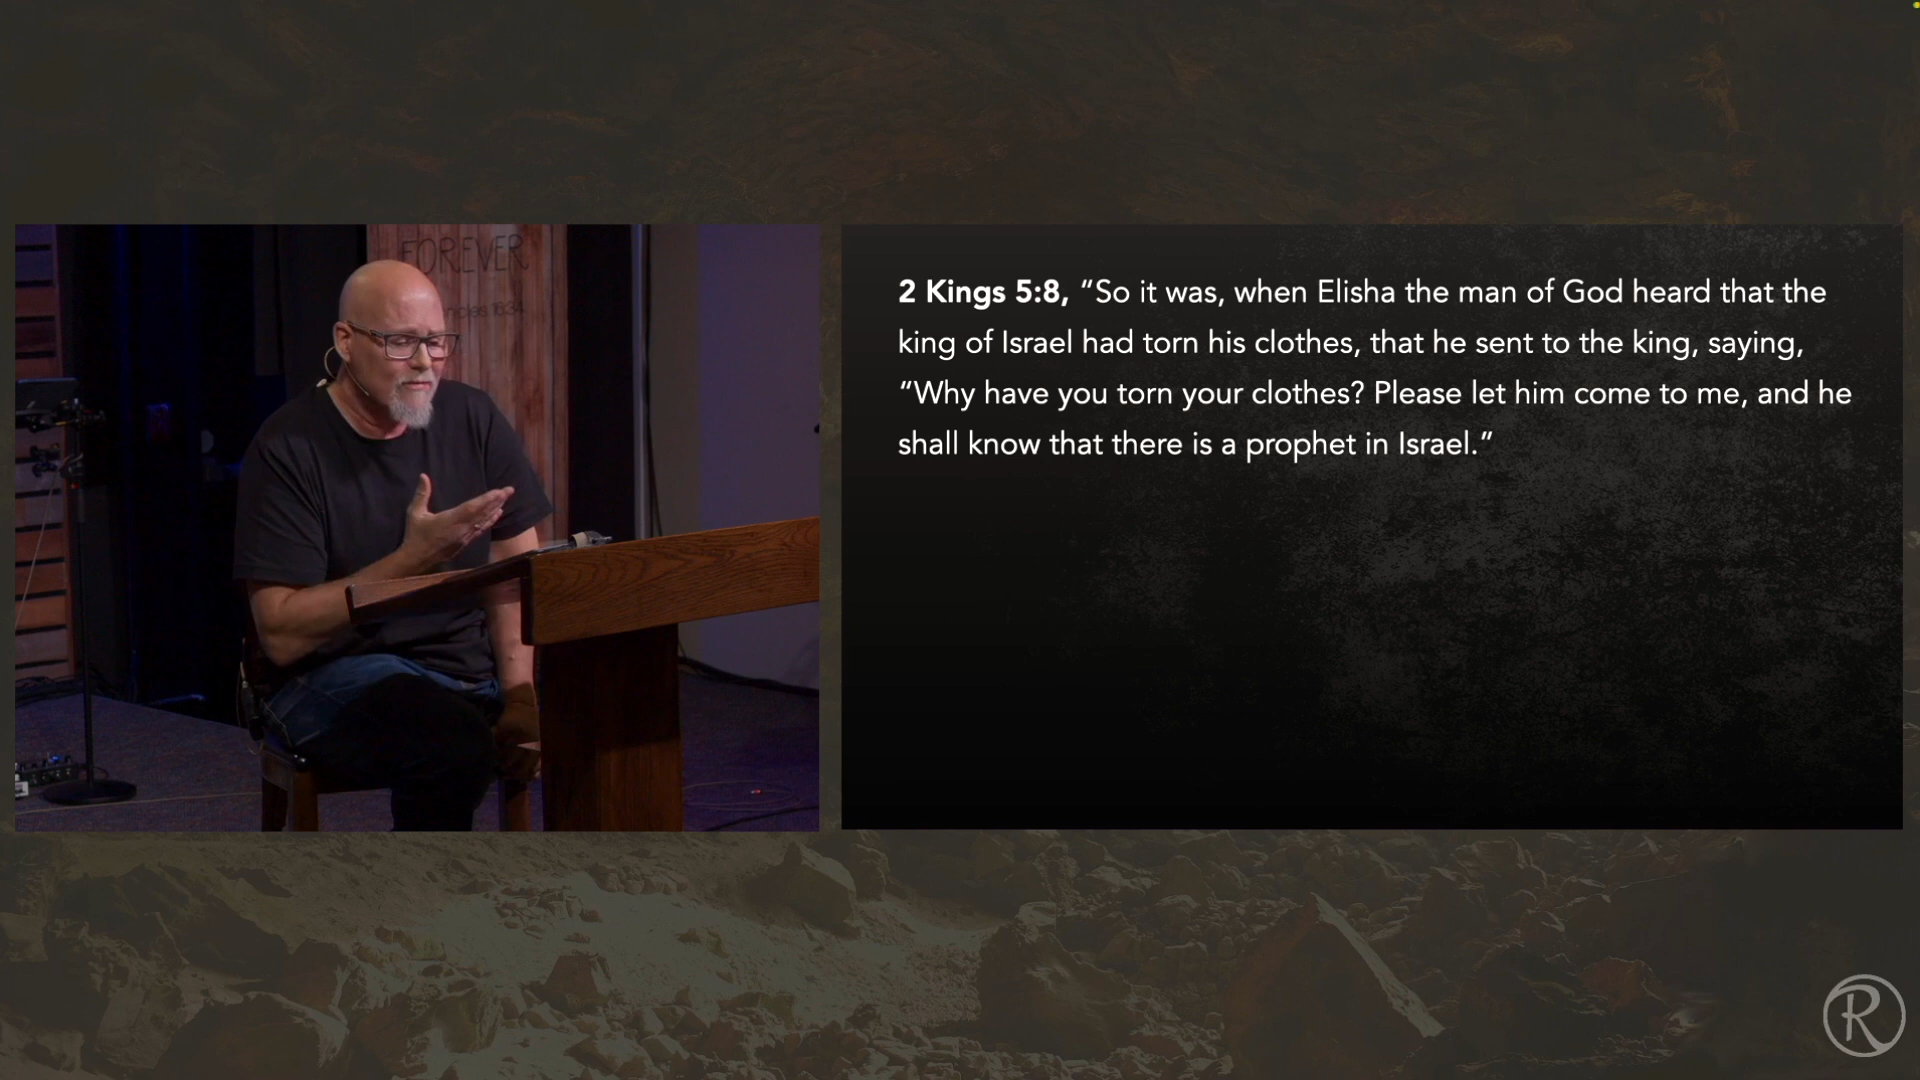 FOREVER
16:34
2 Kings 5:8, “So it was, when Elisha the man of God heard that the
king of Israel had torn his clothes, that he sent to the king, saying,
“Why have you torn your clothes? Please let him come to me, and he
shall know that there is a prophet in Israel.”
R